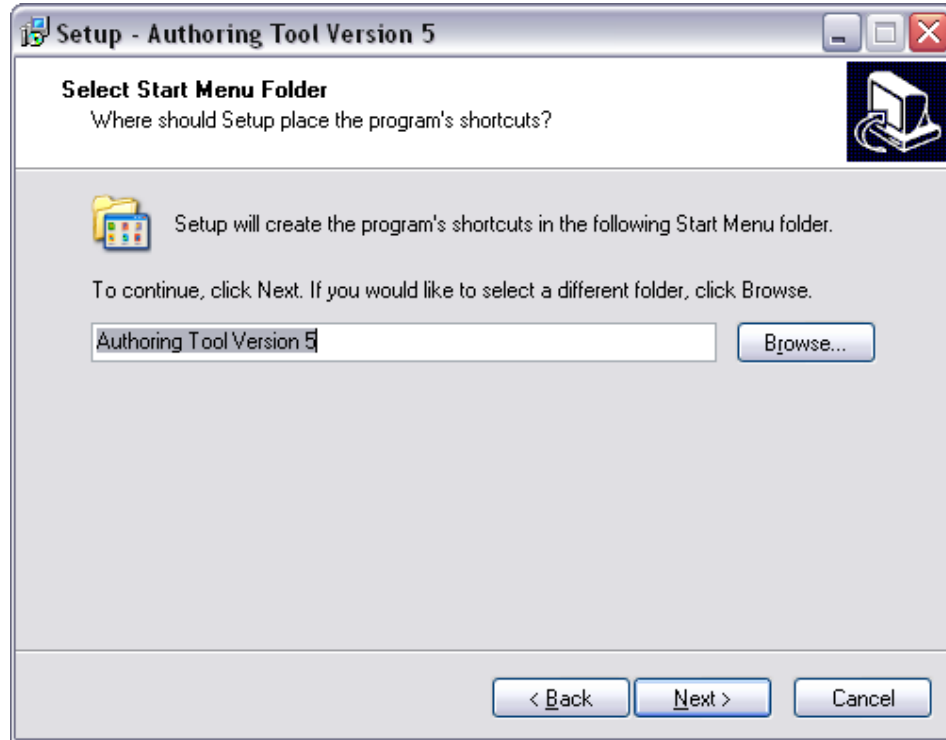 Setup - Authoring Tool Version 5
Select Start Menu Folder
Where should Setup place the program's shortcuts?
Setup will create the program's shortcuts in the following Start Menu folder.
To continue, click Next. If you would like to select a different folder, click Browse.
Authoring Tool Version 5 Browse...
< Back Next > Cancel